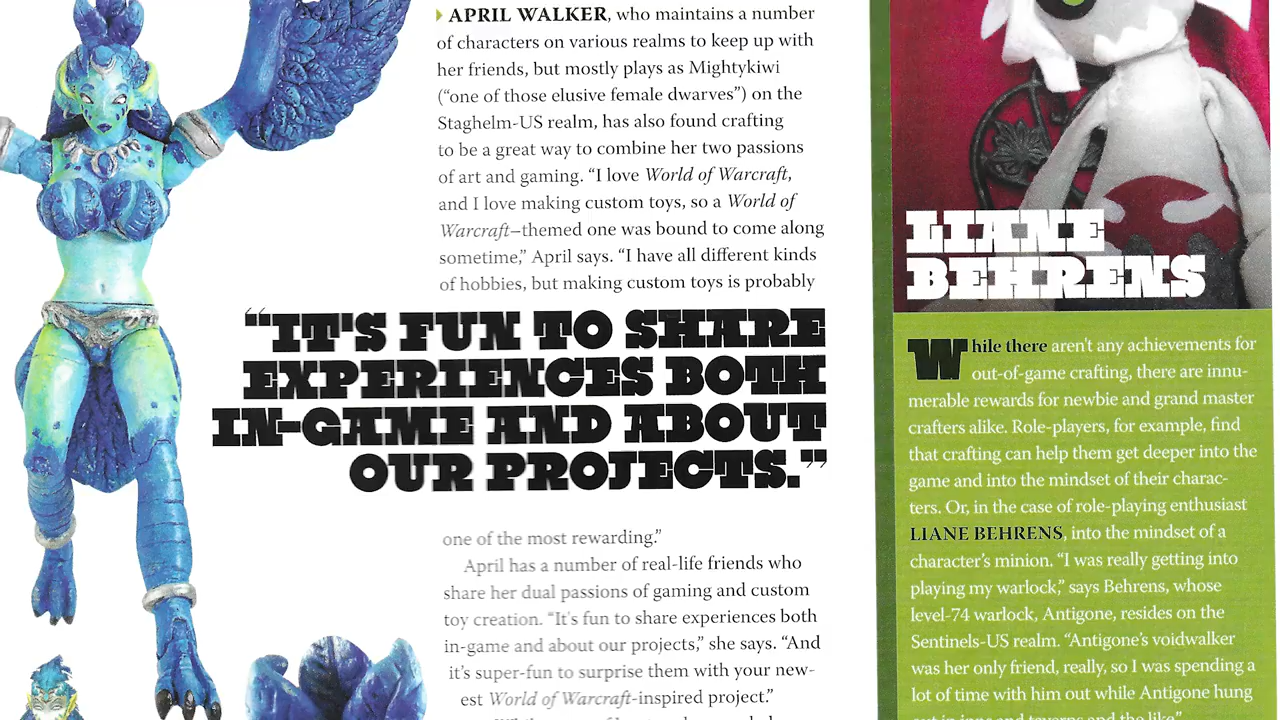 APRIL WALKER, who maintains a number
of characters on various realms to keep up with
her friends, but mostly plays as Mightykiwi
(“one of those elusive female dwarves”) on the
Staghelm-US realm, has also found crafting
to be a great way to combine her two passions
of art and gaming. “I love World of Warcraft,
and I love making custom toys, so a World of
Warcraft–themed one was bound to come along
sometime,” April says. “I have all different kinds
of hobbies, but making custom toys is probably
“IT'S FUN TO SHARE
EXPERIENCES BOTH
IN-GAME AND ABOUT
OUR PROJECTS.”
one of the most rewarding.”
April has a number of real-life friends who
share her dual passions of gaming and custom
toy creation. “It's fun to share experiences both
in-game and about our projects,” she says. “And
it's super-fun to surprise them with your new-
est World of Warcraft-inspired project.”
LIANE
BEHRENS
While there aren't any achievements for
out-of-game crafting, there are innu-
merable rewards for newbie and grand master
crafters alike. Role-players, for example, find
that crafting can help them get deeper into the
game and into the mindset of their charac-
ters. Or, in the case of role-playing enthusiast
LIANE BEHRENS, into the mindset of a
character's minion. “I was really getting into
playing my warlock,” says Behrens, whose
level-74 warlock, Antigone, resides on the
Sentinels-US realm. “Antigone's voidwalker
was her only friend, really, so I was spending a
lot of time with him out while Antigone hung
out in inns and taverns and the like.”